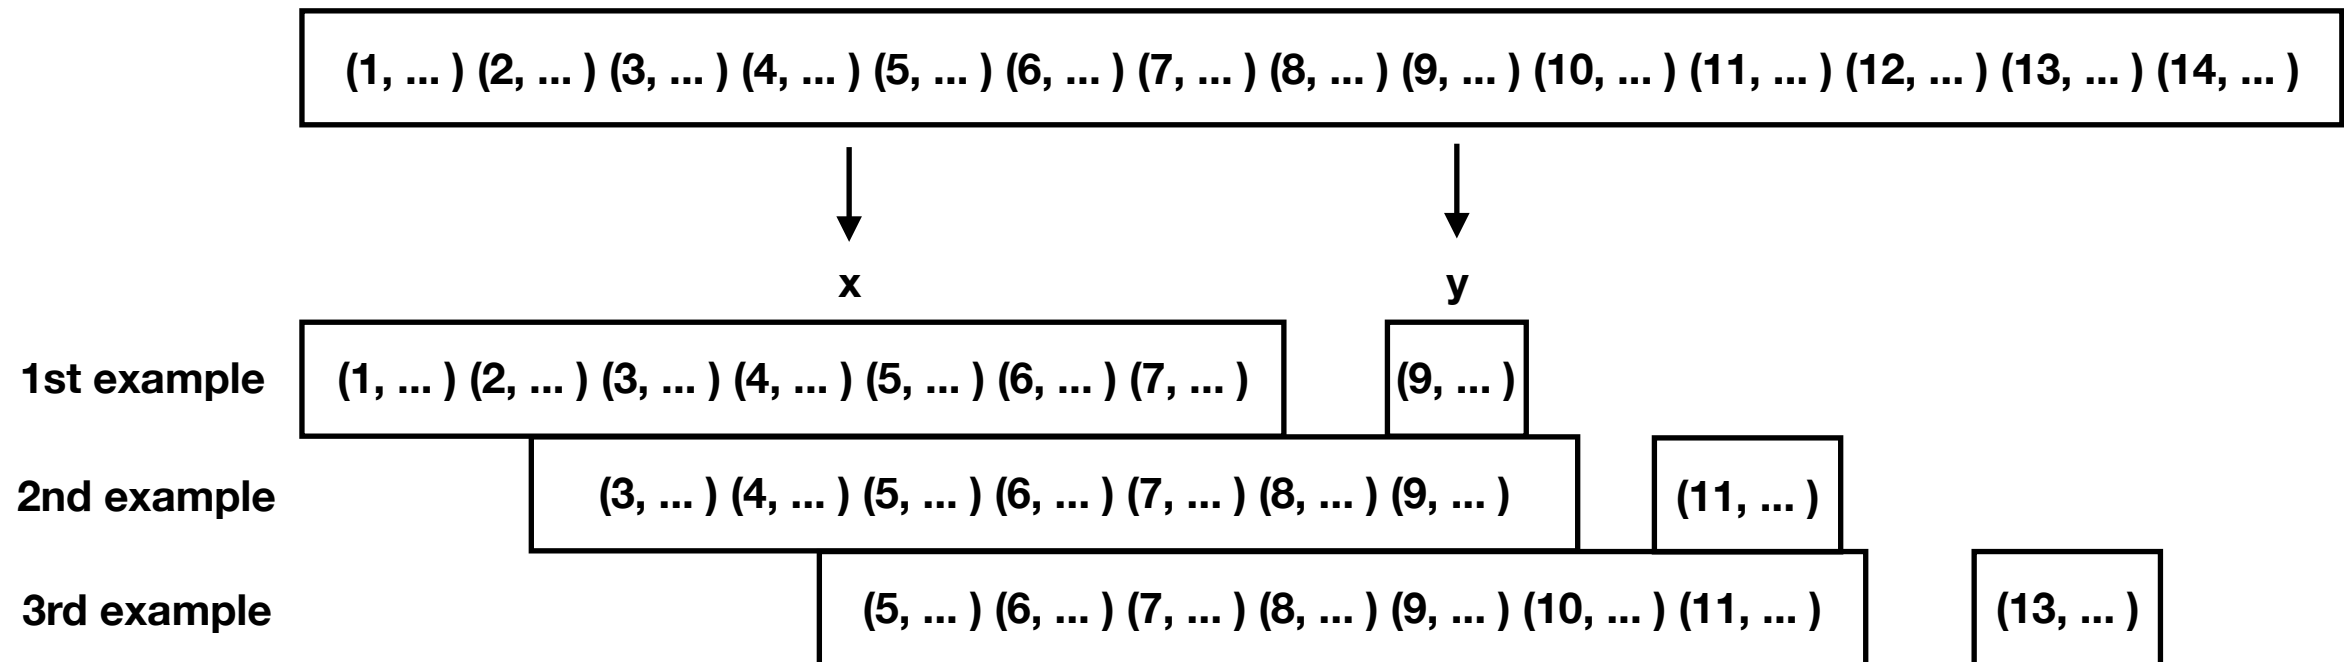 (1, ... ) (2, ... ) (3, ... ) (4, ... ) (5, ... ) (6, ... ) (7, ... ) (8, ... ) (9, ... ) (10, ... ) (11, ... ) (12, ... ) (13, ... ) (14, ... )
x y
1st example (1, ... ) (2, ... ) (3, ... ) (4, ... ) (5, ... ) (6, ... ) (7, ... ) (9, ... )
2nd example (3, ... ) (4, ... ) (5, ... ) (6, ... ) (7, ... ) (8, ... ) (9, ... ) (11, ... )
3rd example (5, ... ) (6, ... ) (7, ... ) (8, ... ) (9, ... ) (10, ... ) (11, ... ) (13, ... )